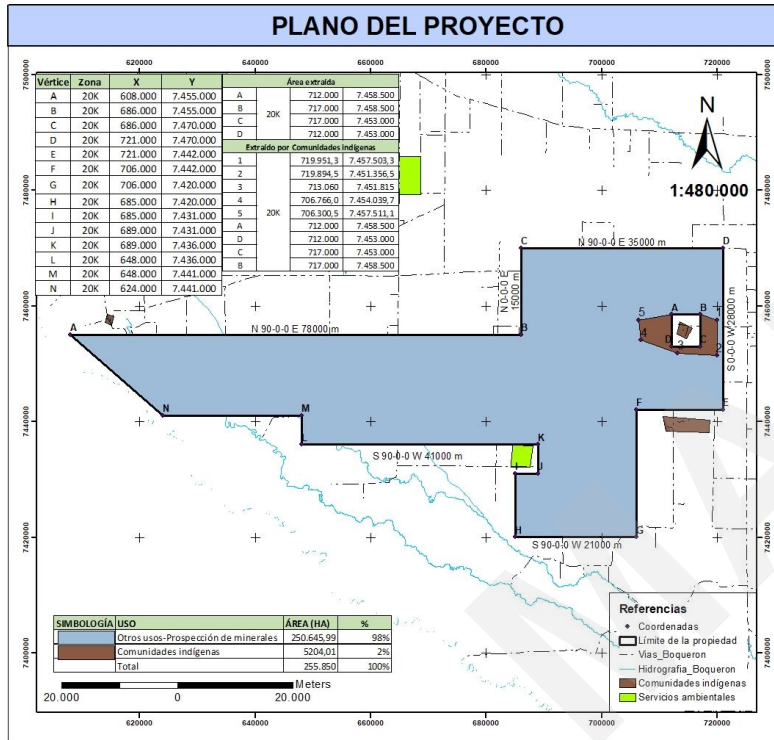 PLANO DEL PROYECTO
620000 640000 660000 680000 700000 720000
7500000
7480000
7460000
7440000
7420000
7400000
Vértice Zona X Y
A 20K 608.000 7.455.000
B 20K 686.000 7.455.000
C 20K 686.000 7.470.000
D 20K 721.000 7.470.000
E 20K 721.000 7.442.000
F 20K 706.000 7.442.000
G 20K 706.000 7.420.000
H 20K 685.000 7.420.000
I 20K 685.000 7.431.000
J 20K 689.000 7.431.000
K 20K 689.000 7.436.000
L 20K 648.000 7.436.000
M 20K 648.000 7.441.000
N 20K 624.000 7.441.000
Área extraída
A 712.000 7.458.500
B 717.000 7.458.500
20K
C 717.000 7.453.000
D 712.000 7.453.000
Extraído por Comunidades indígenas
1 719.951,3 7.457.503,3
2 719.894,5 7.451.356,5
3 713.060 7.451.815
4 706.766,0 7.454.039,7
20K
5 706.300,5 7.457.511,1
A 712.000 7.458.500
D 712.000 7.453.000
C 717.000 7.453.000
B 717.000 7.458.500
N
1:480.000
C N 90-0-0 E 35000 m D
N 0-0-0 E
15000 m
A N 90-0-0 E 78000 m B
5 A B 1
4 D 3 C 2
S 0-0-0 W 28000 m
N M F E
L K
S 90-0-0 W 41000 m
I J
H G
S 90-0-0 W 21000 m
SIMBOLOGÍA USO ÁREA (HA) %
Otros usos-Prospección de minerales 250.645,99 98%
Comunidades indígenas 5204,01 2%
Total 255.850 100%
Meters
20.000 0 20.000
Referencias
Coordenadas
Límite de la propiedad
Vias_Boqueron
Hidrografia_Boqueron
Comunidades indígenas
Servicios ambientales
620000 640000 660000 680000 700000 720000